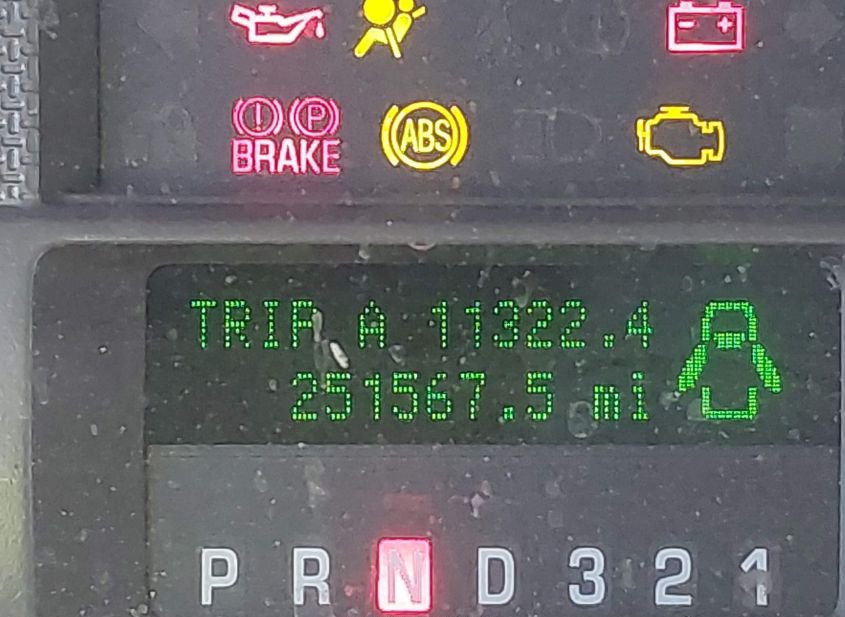 ! P
BRAKE
ABS
TRIP A 11322.4
251567.5 mi
P R N D 3 2 1